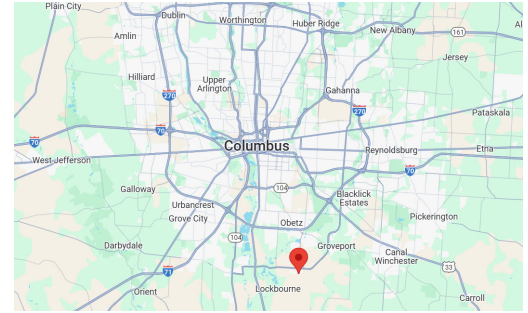 Plain City
Dublin
Worthington
Huber Ridge
New Albany
Amlin
161
Jersey
Hilliard
Upper
Arlington
270
Gahanna
270
Pataskala
70
70
Columbus
West Jefferson
Reynoldsburg
Etna
70
Galloway
104
Blacklick
Estates
Urbancrest
Grove City
Obetz
Pickerington
104
Groveport
Darbydale
Canal
Winchester
71
33
Orient
Lockbourne
Carroll